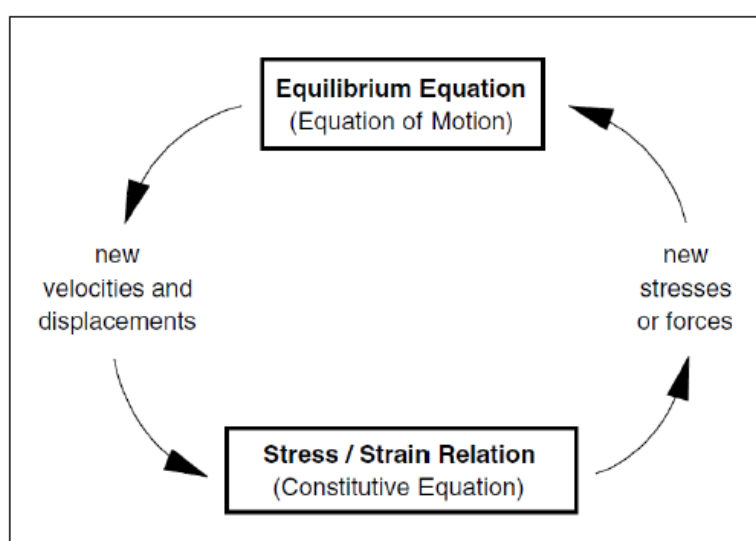 Equilibrium Equation
(Equation of Motion)
new
velocities and
displacements
new
stresses
or forces
Stress / Strain Relation
(Constitutive Equation)